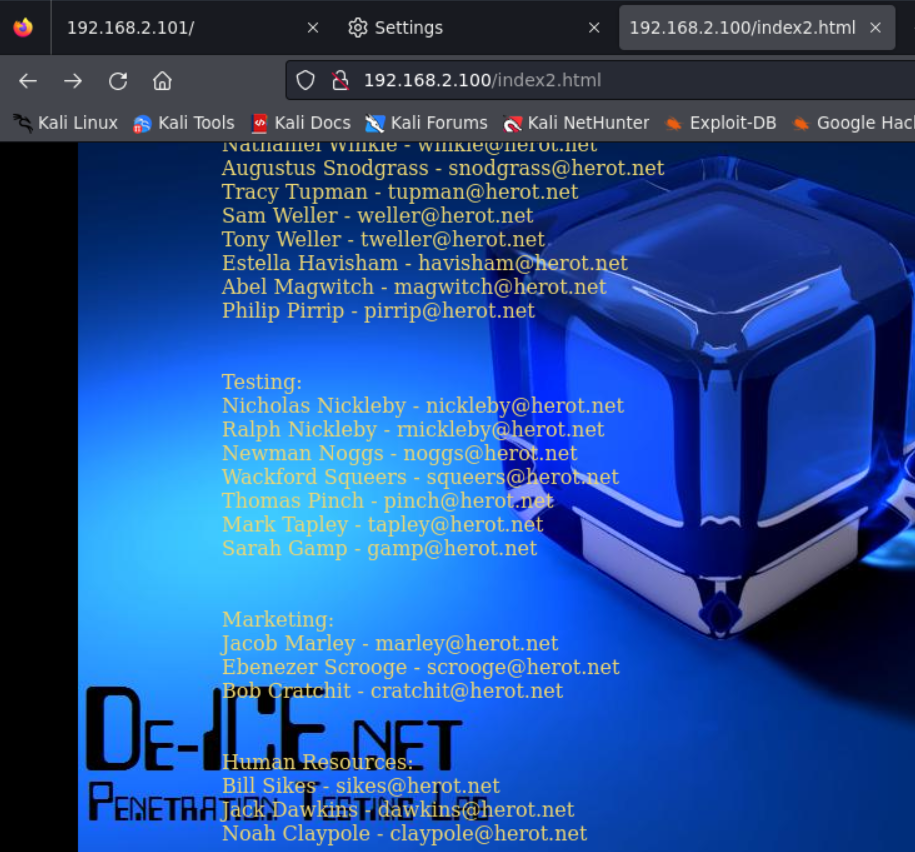 192.168.2.101/
Settings
192.168.2.100/index2.html
192.168.2.100/index2.html
Kali Linux Kali Tools Kali Docs Kali Forums Kali NetHunter Exploit-DB Google Hac
Nathaniel Winkle - winkle@herot.net
Augustus Snodgrass - snodgrass@herot.net
Tracy Tupman - tupman@herot.net
Sam Weller - weller@herot.net
Tony Weller - tweller@herot.net
Estella Havisham - havisham@herot.net
Abel Magwitch - magwitch@herot.net
Philip Pirrip - pirrip@herot.net
Testing:
Nicholas Nickleby - nickleby@herot.net
Ralph Nickleby - rnickleby@herot.net
Newman Noggs - noggs@herot.net
Wackford Squeers - squeers@herot.net
Thomas Pinch - pinch@herot.net
Mark Tapley - tapley@herot.net
Sarah Gamp - gamp@herot.net
Marketing:
Jacob Marley - marley@herot.net
Ebenezer Scrooge - scrooge@herot.net
Bob Cratchit - cratchit@herot.net
De-ICE.net
Human Resources:
Bill Sikes - sikes@herot.net
Penetration Testing Lab
Jack Dawkins - dawkins@herot.net
Noah Claypole - claypole@herot.net